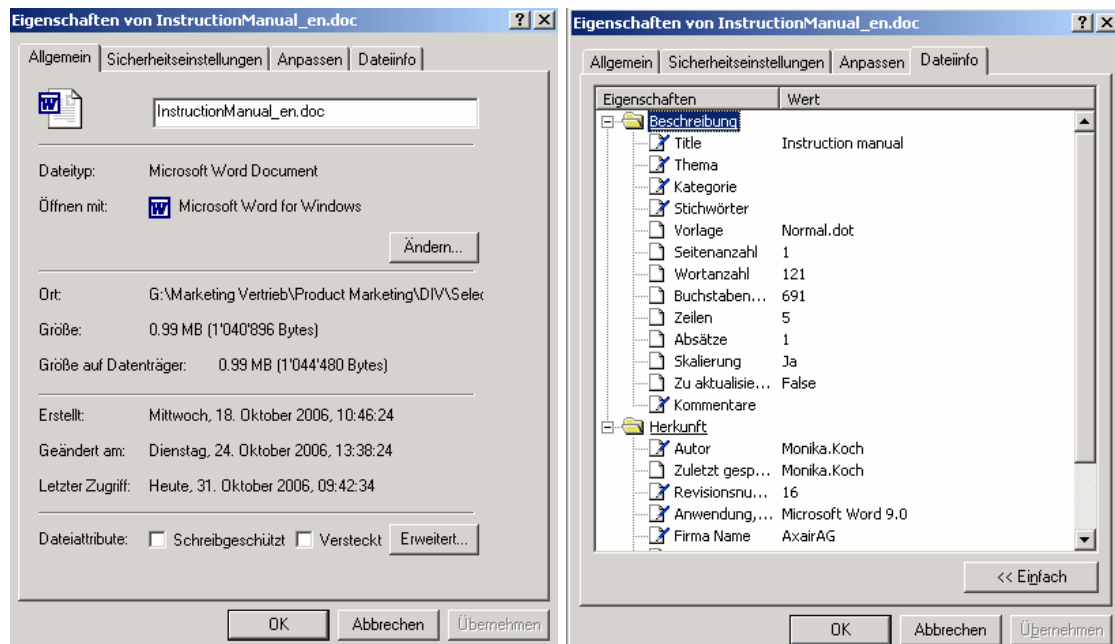 Eigenschaften von InstructionManual_en.doc
Allgemein Sicherheitseinstellungen Anpassen Dateiinfo
InstructionManual_en.doc
Dateityp: Microsoft Word Document
Öffnen mit: Microsoft Word for Windows
Ändern...
Ort: G:\Marketing Vertrieb\Product Marketing\DIV\Selec
Größe: 0.99 MB (1'040'896 Bytes)
Größe auf Datenträger: 0.99 MB (1'044'480 Bytes)
Erstellt: Mittwoch, 18. Oktober 2006, 10:46:24
Geändert am: Dienstag, 24. Oktober 2006, 13:38:24
Letzter Zugriff: Heute, 31. Oktober 2006, 09:42:34
Dateiattribute: Schreibgeschützt Versteckt Erweitert...
OK Abbrechen Übernehmen
Eigenschaften von InstructionManual_en.doc
Allgemein Sicherheitseinstellungen Anpassen Dateiinfo
Eigenschaften Wert
Beschreibung
Title Instruction manual
Thema
Kategorie
Stichwörter
Vorlage Normal.dot
Seitenanzahl 1
Wortanzahl 121
Buchstaben... 691
Zeilen 5
Absätze 1
Skalierung Ja
Zu aktualisie... False
Kommentare
Herkunft
Autor Monika.Koch
Zuletzt gesp... Monika.Koch
Revisionsnu... 16
Anwendung,... Microsoft Word 9.0
Firma Name AxairAG
<< Einfach
OK Abbrechen Übernehmen